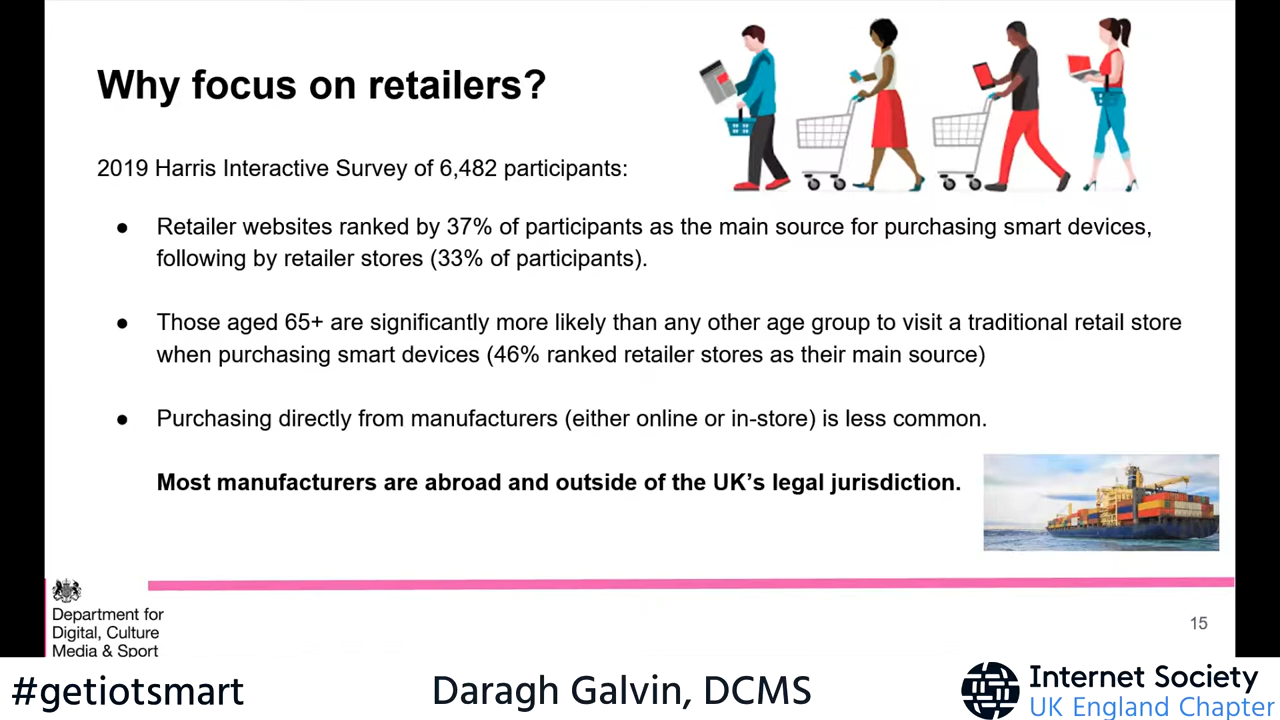 Why focus on retailers?
2019 Harris Interactive Survey of 6,482 participants:
● Retailer websites ranked by 37% of participants as the main source for purchasing smart devices,
following by retailer stores (33% of participants).
● Those aged 65+ are significantly more likely than any other age group to visit a traditional retail store
when purchasing smart devices (46% ranked retailer stores as their main source)
● Purchasing directly from manufacturers (either online or in-store) is less common.
Most manufacturers are abroad and outside of the UK’s legal jurisdiction.
Department for
Digital, Culture
Media & Sport
15
#getiotsmart
Daragh Galvin, DCMS
Internet Society
UK England Chapter